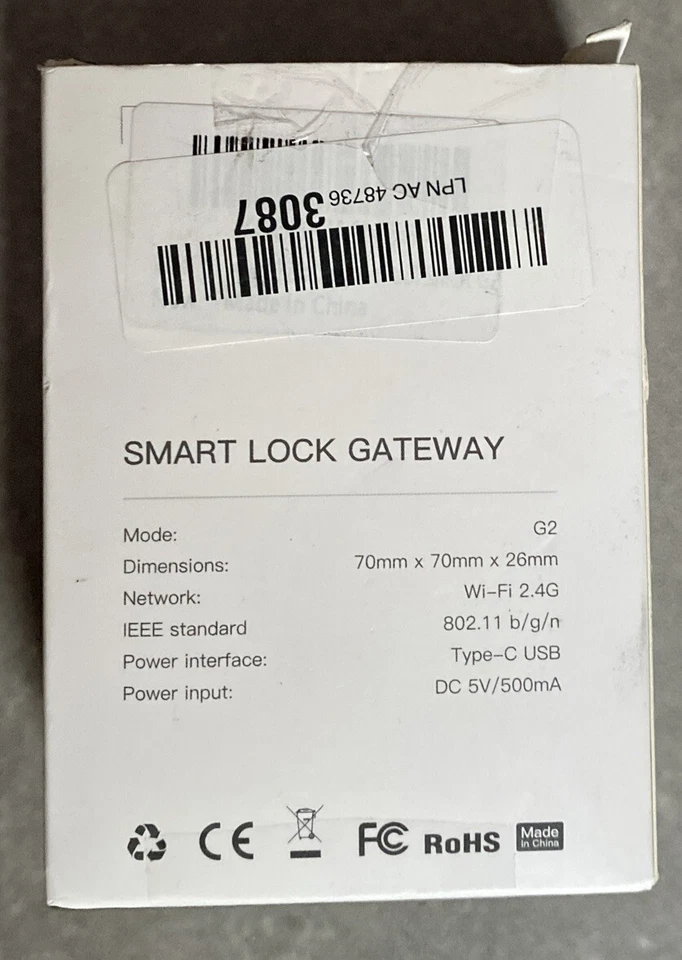 LPN AC 48736 3087
Made in China
SMART LOCK GATEWAY
Mode: G2
Dimensions: 70mm x 70mm x 26mm
Network: Wi-Fi 2.4G
IEEE standard 802.11 b/g/n
Power interface: Type-C USB
Power input: DC 5V/500mA
CE FC RoHS Made in China